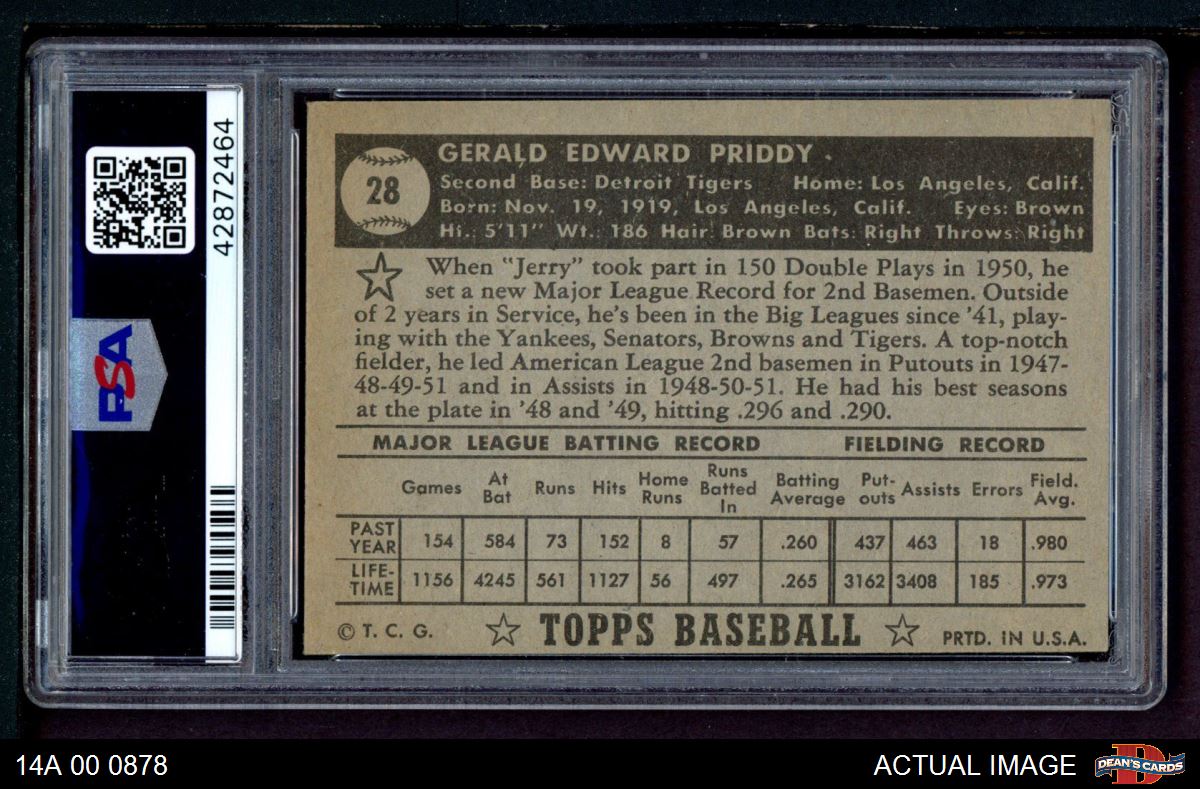 42872464
PSA
28
GERALD EDWARD PRIDDY.
Second Base: Detroit Tigers Home: Los Angeles, Calif.
Born: Nov. 19, 1919, Los Angeles, Calif. Eyes: Brown
Ht.: 5'11" Wt.: 186 Hair: Brown Bats: Right Throws: Right
When "Jerry" took part in 150 Double Plays in 1950, he
set a new Major League Record for 2nd Basemen. Outside
of 2 years in Service, he's been in the Big Leagues since '41, play-
ing with the Yankees, Senators, Browns and Tigers. A top-notch
fielder, he led American League 2nd basemen in Putouts in 1947-
48-49-51 and in Assists in 1948-50-51. He had his best seasons
at the plate in '48 and '49, hitting .296 and .290.
MAJOR LEAGUE BATTING RECORD FIELDING RECORD
Games At Bat Runs Hits Home Runs Runs Batted In Batting Average Put-outs Assists Errors Field. Avg.
PAST YEAR 154 584 73 152 8 57 .260 437 463 18 .980
LIFE-TIME 1156 4245 561 1127 56 497 .265 3162 3408 185 .973
© T. C. G. TOPPS BASEBALL PRTD. IN U.S.A.
14A 00 0878 ACTUAL IMAGE DEAN'S CARDS